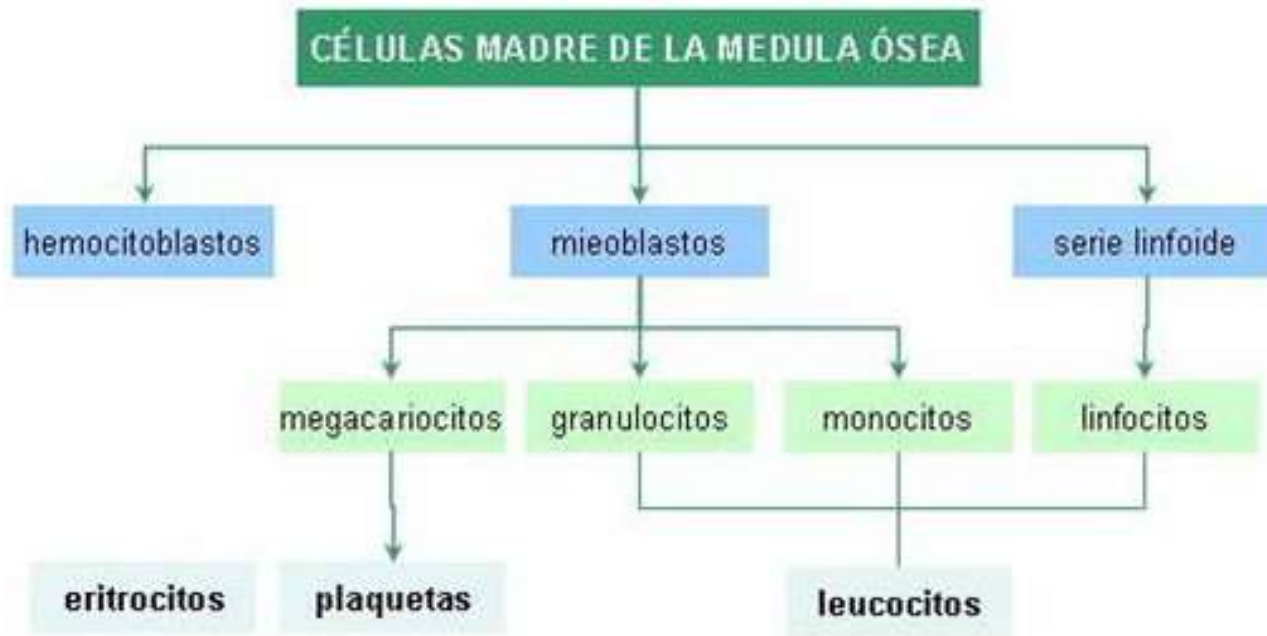 CÉLULAS MADRE DE LA MEDULA ÓSEA
hemocitoblastos
mieoblastos
serie linfoide
megacariocitos
granulocitos
monocitos
linfocitos
eritrocitos
plaquetas
leucocitos